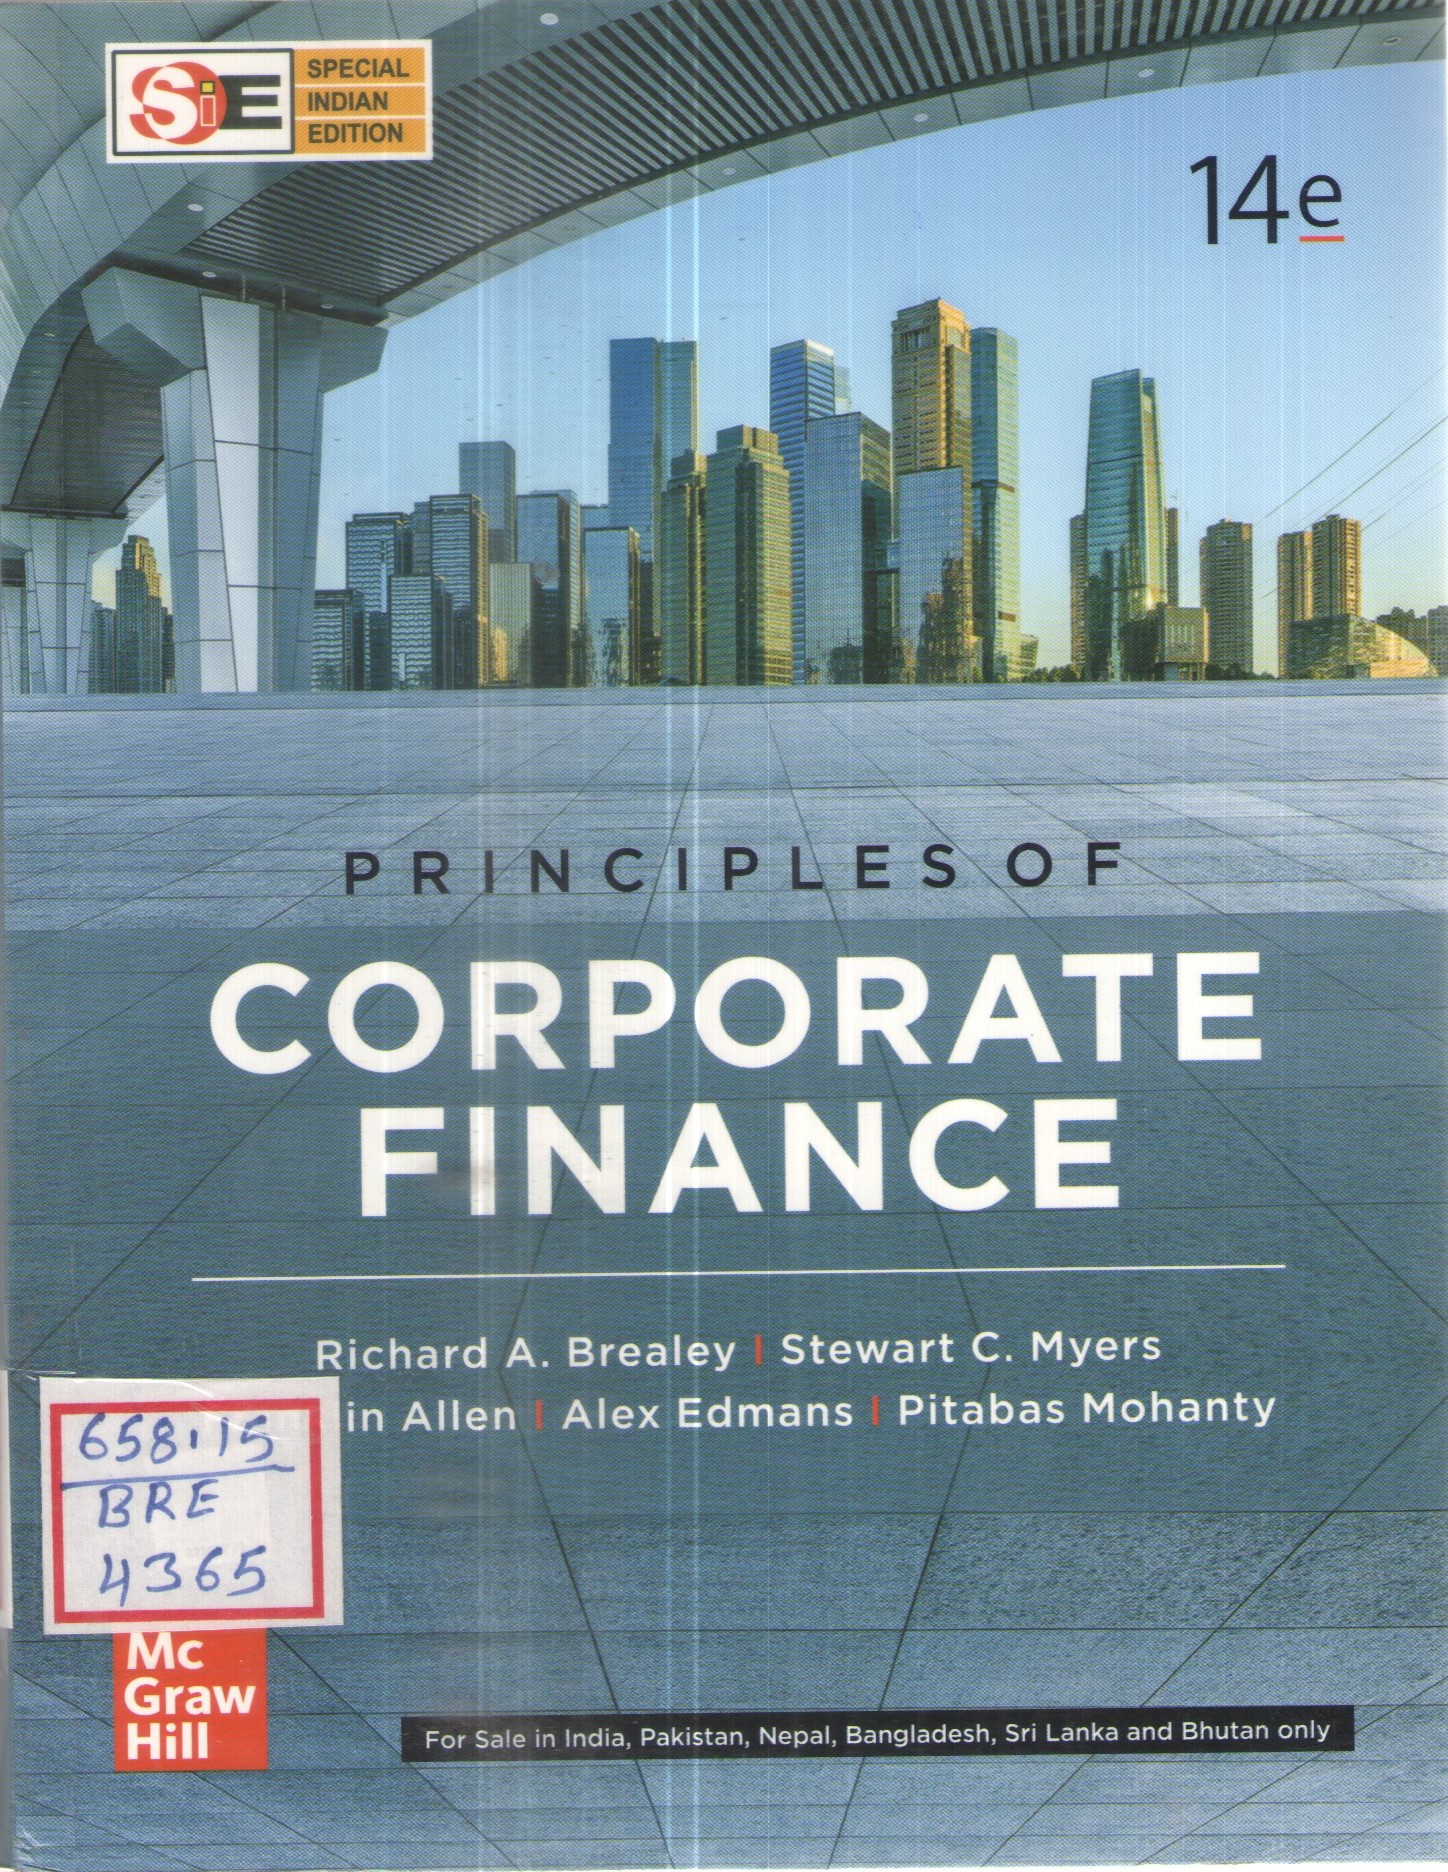 SiE
SPECIAL
INDIAN
EDITION
14e
PRINCIPLES OF
CORPORATE
FINANCE
Richard A. Brealey | Stewart C. Myers
in Allen | Alex Edmans | Pitabas Mohanty
658.15
BRE
4365
Mc
Graw
Hill
For Sale in India, Pakistan, Nepal, Bangladesh, Sri Lanka and Bhutan only